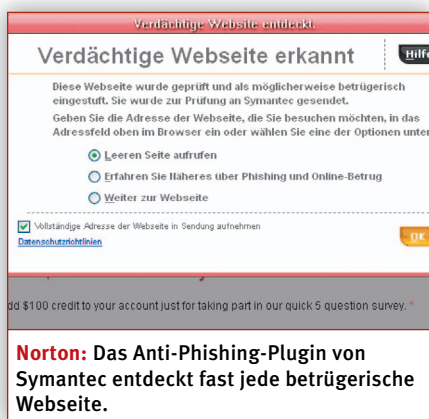 Verdächtige Website entdeckt.
Verdächtige Webseite erkannt
Hilfe
Diese Webseite wurde geprüft und als möglicherweise betrügerisch
eingestuft. Sie wurde zur Prüfung an Symantec gesendet.
Geben Sie die Adresse der Webseite, die Sie besuchen möchten, in das
Adressfeld oben im Browser ein oder wählen Sie eine der Optionen unter
Leeren Seite aufrufen
Erfahren Sie Näheres über Phishing und Online-Betrug
Weiter zur Webseite
Vollständige Adresse der Webseite in Sendung aufnehmen
Datenschutzrichtlinien
OK
dd $100 credit to your account just for taking part in our quick 5 question survey. *
Norton: Das Anti-Phishing-Plugin von
Symantec entdeckt fast jede betrügerische
Webseite.